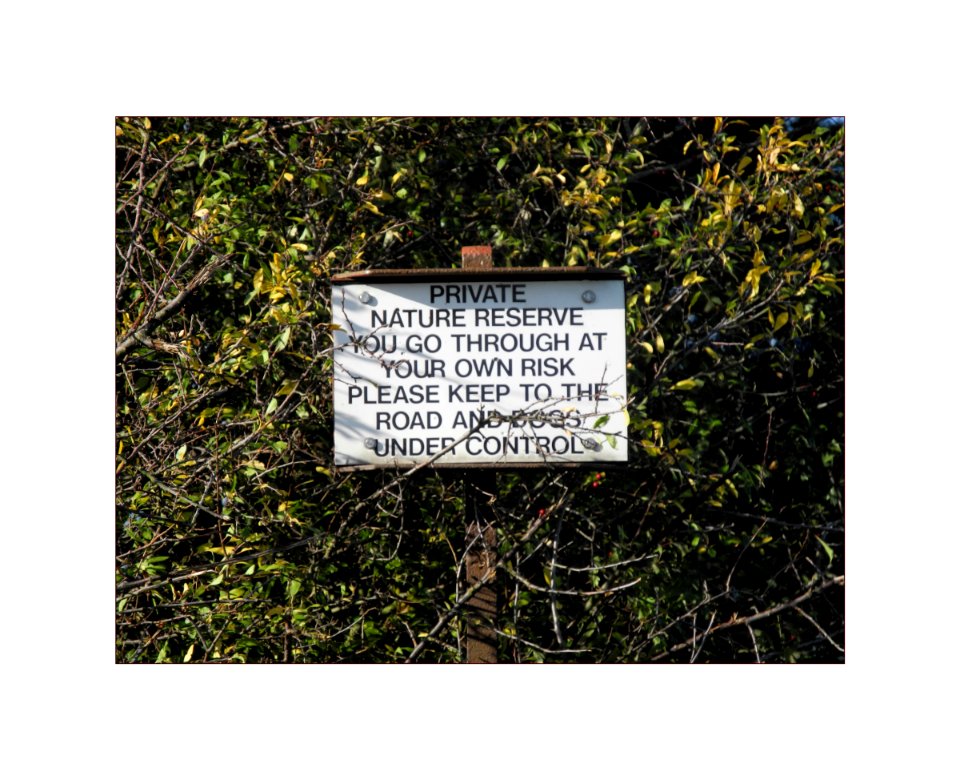 PRIVATE
NATURE RESERVE
YOU GO THROUGH AT
YOUR OWN RISK
PLEASE KEEP TO THE
ROAD AND DOGS
UNDER CONTROL